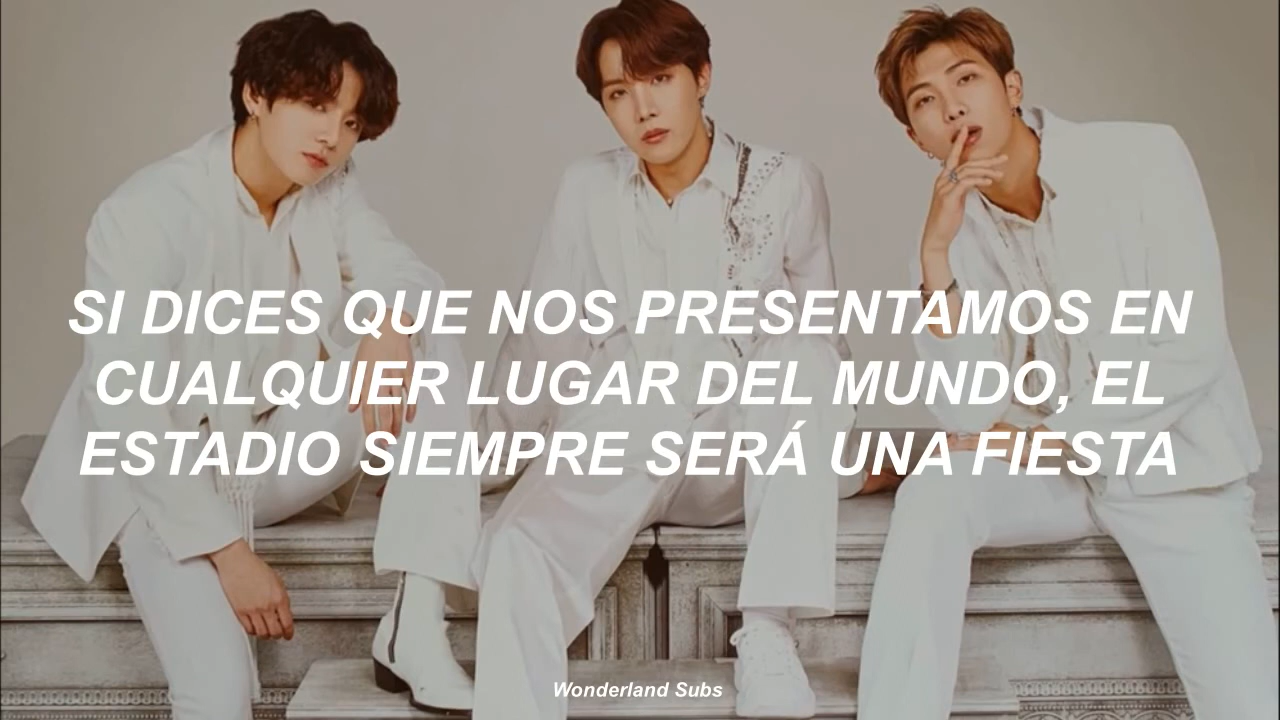 SI DICES QUE NOS PRESENTAMOS EN
CUALQUIER LUGAR DEL MUNDO, EL
ESTADIO SIEMPRE SERÁ UNA FIESTA
Wonderland Subs